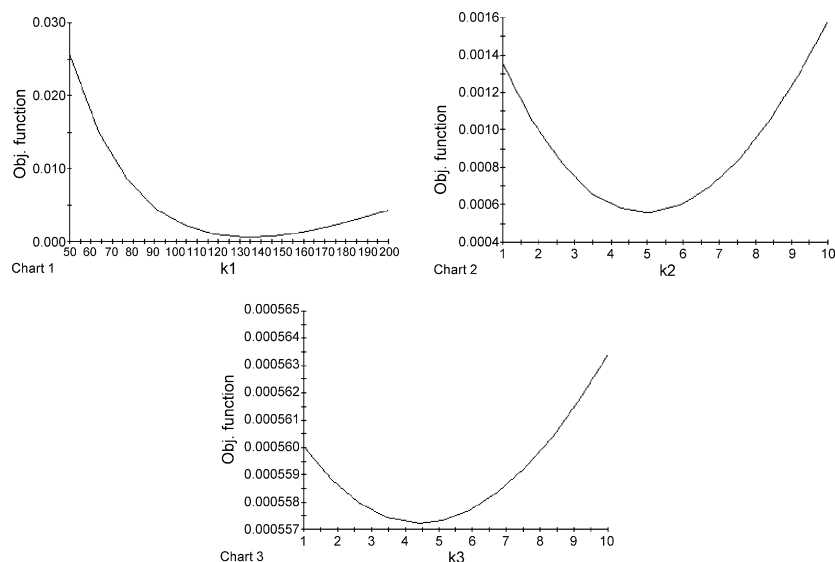 0.030
0.020
0.010
0.000
Obj. function
50 60 70 80 90 100 110 120 130 140 150 160 170 180 190 200
k1
Chart 1
0.0016
0.0014
0.0010
0.0008
0.0006
0.0004
Obj. function
1 2 3 4 5 6 7 8 9 10
k2
Chart 2
0.000565
0.000564
0.000563
0.000562
0.000561
0.000560
0.000559
0.000558
0.000557
Obj. function
1 2 3 4 5 6 7 8 9 10
k3
Chart 3